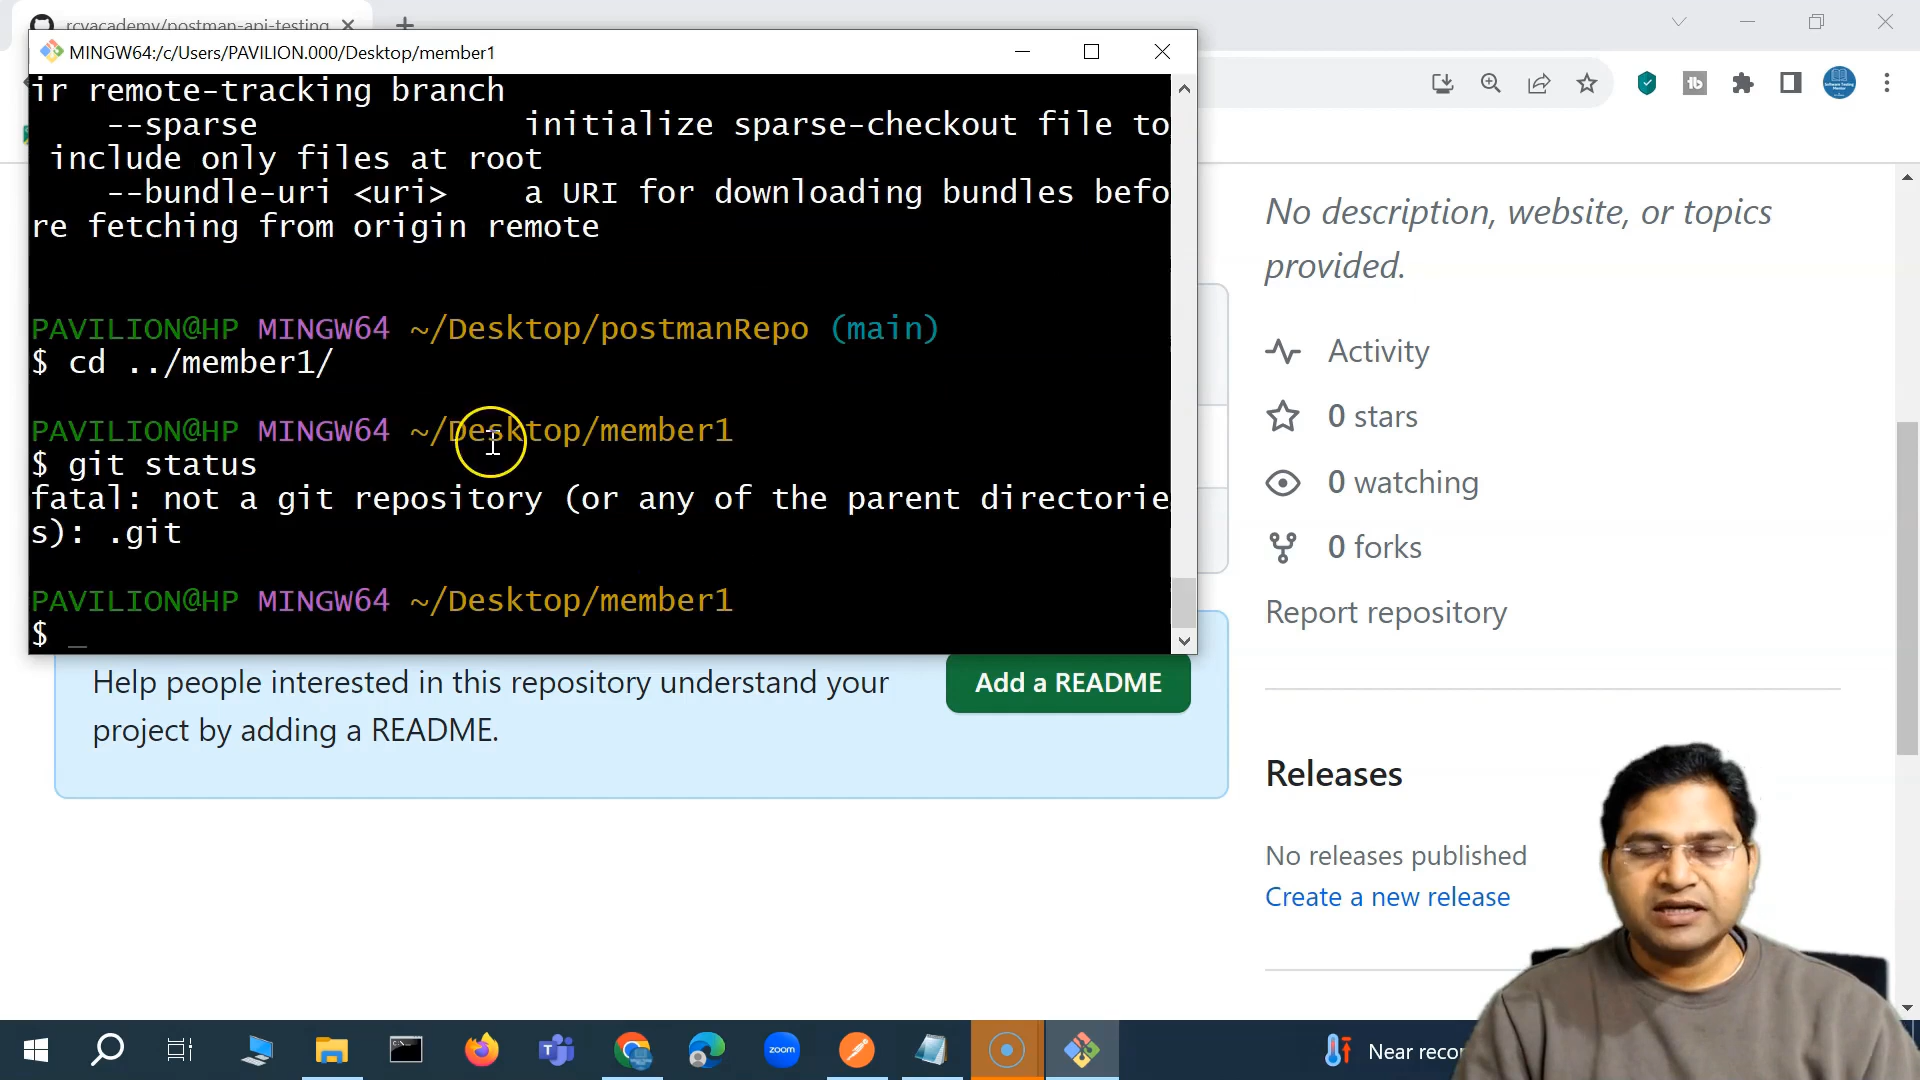 rcvacademy/postman-api-testing
MINGW64:/c/Users/PAVILION.000/Desktop/member1
ir remote-tracking branch
--sparse initialize sparse-checkout file to
include only files at root
--bundle-uri <uri> a URI for downloading bundles befo
re fetching from origin remote
PAVILION@HP MINGW64 ~/Desktop/postmanRepo (main)
$ cd ../member1/
PAVILION@HP MINGW64 ~/Desktop/member1
$ git status
fatal: not a git repository (or any of the parent directorie
s): .git
PAVILION@HP MINGW64 ~/Desktop/member1
$ _
No description, website, or topics
provided.
Activity
0 stars
0 watching
0 forks
Report repository
Help people interested in this repository understand your
project by adding a README.
Add a README
Releases
No releases published
Create a new release
zoom
Near recor